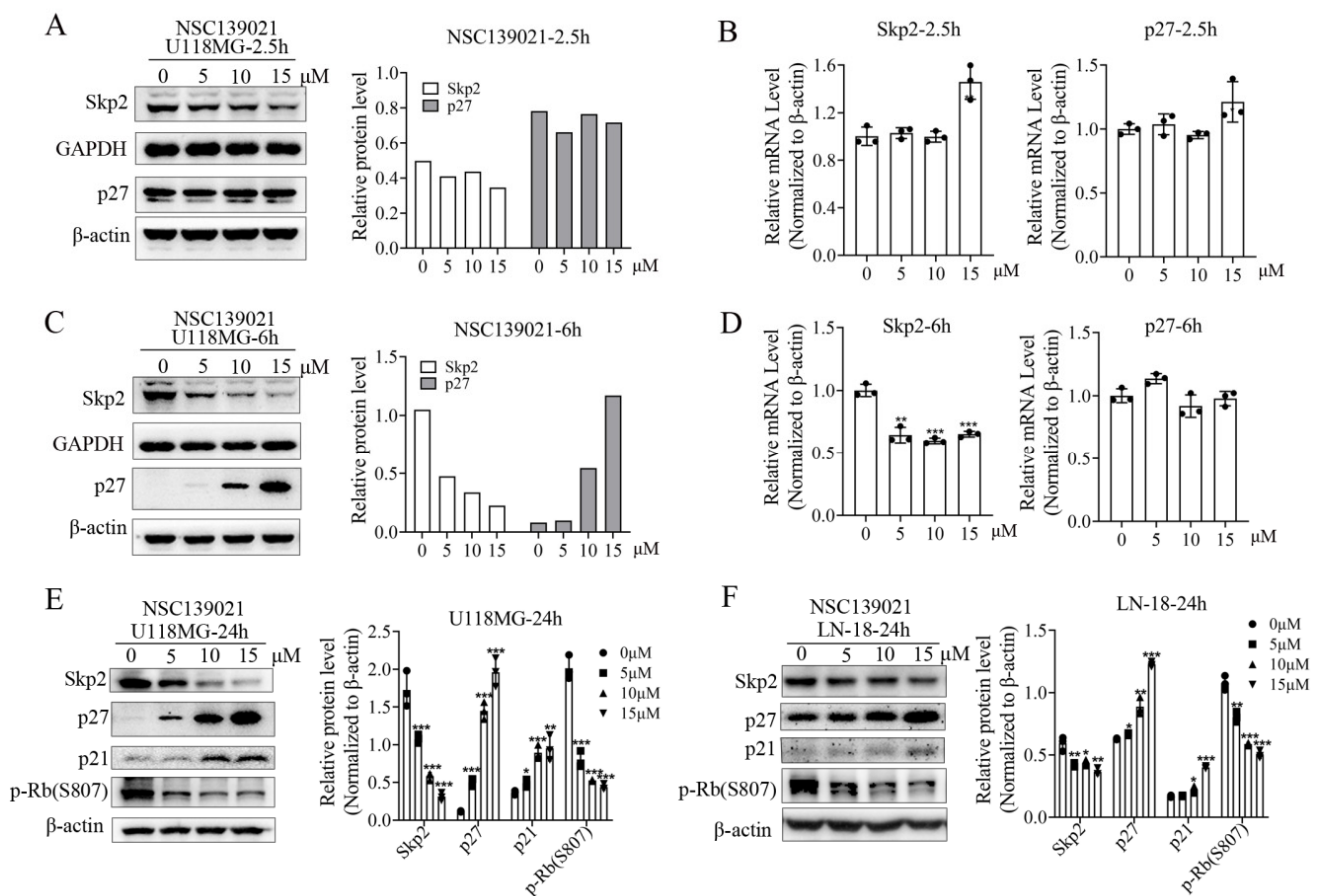 A
NSC139021
U118MG-2.5h
0 5 10 15 μM
Skp2
GAPDH
p27
β-actin
NSC139021-2.5h
Relative protein level
1.0
0.8
0.6
0.4
0.2
0.0
Skp2
p27
0 5 10 15 0 5 10 15 μM
B
Skp2-2.5h
Relative mRNA Level
(Normalized to β-actin)
1.6
1.2
0.8
0.4
0.0
0 5 10 15 μM
p27-2.5h
Relative mRNA Level
(Normalized to β-actin)
1.5
1.0
0.5
0.0
0 5 10 15 μM
C
NSC139021
U118MG-6h
0 5 10 15 μM
Skp2
GAPDH
p27
β-actin
NSC139021-6h
Relative protein level
1.5
1.0
0.5
0.0
Skp2
p27
0 5 10 15 0 5 10 15 μM
D
Skp2-6h
Relative mRNA Level
(Normalized to β-actin)
1.5
1.0
0.5
0.0
** *** ***
0 5 10 15 μM
p27-6h
Relative mRNA Level
(Normalized to β-actin)
1.5
1.0
0.5
0.0
0 5 10 15 μM
E
NSC139021
U118MG-24h
0 5 10 15 μM
Skp2
p27
p21
p-Rb(S807)
β-actin
U118MG-24h
Relative protein level
(Normalized to β-actin)
2.5
2.0
1.5
1.0
0.5
0.0
*** *** *** *** *** *** * *** ** *** *** ***
0μM
5μM
10μM
15μM
Skp2 p27 p21 p-Rb(S807)
F
NSC139021
LN-18-24h
0 5 10 15 μM
Skp2
p27
p21
p-Rb(S807)
β-actin
LN-18-24h
Relative protein level
(Normalized to β-actin)
1.5
1.0
0.5
0.0
** * ** * ** *** * *** ** *** ***
0μM
5μM
10μM
15μM
Skp2 p27 p21 p-Rb(S807)